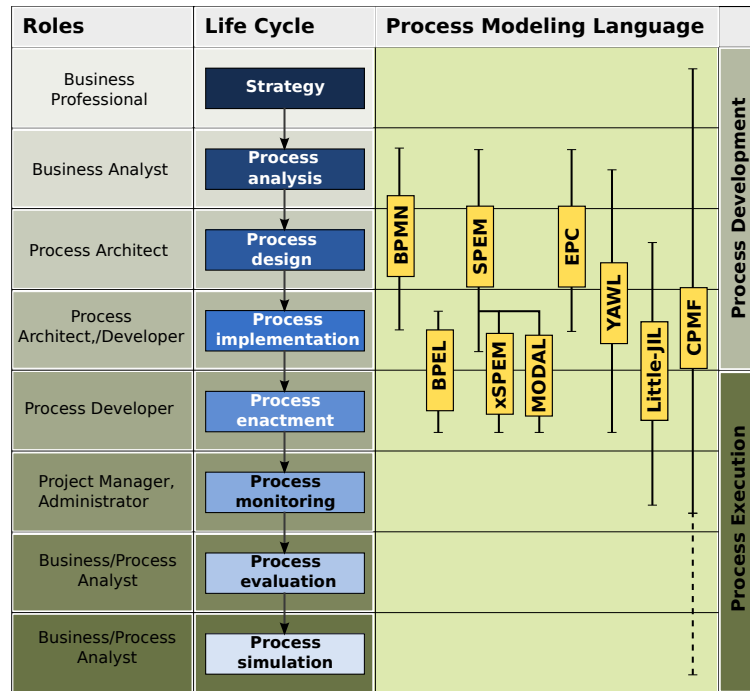 Roles
Life Cycle
Process Modeling Language
Business
Professional
Strategy
Business Analyst
Process
analysis
Process Architect
Process
design
Process
Architect,/Developer
Process
implementation
Process Developer
Process
enactment
Project Manager,
Administrator
Process
monitoring
Business/Process
Analyst
Process
evaluation
Business/Process
Analyst
Process
simulation
BPMN
BPEL
SPEM
xSPEM
MODAL
EPC
YAWL
Little-JIL
CPMF
Process Development
Process Execution